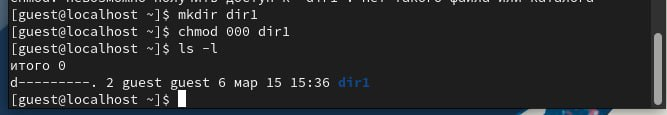 chmod: невозможно получить доступ к 'dir1': Нет такого файла или каталога
[guest@localhost ~]$ mkdir dir1
[guest@localhost ~]$ chmod 000 dir1
[guest@localhost ~]$ ls -l
итого 0
d---------. 2 guest guest 6 мар 15 15:36 dir1
[guest@localhost ~]$